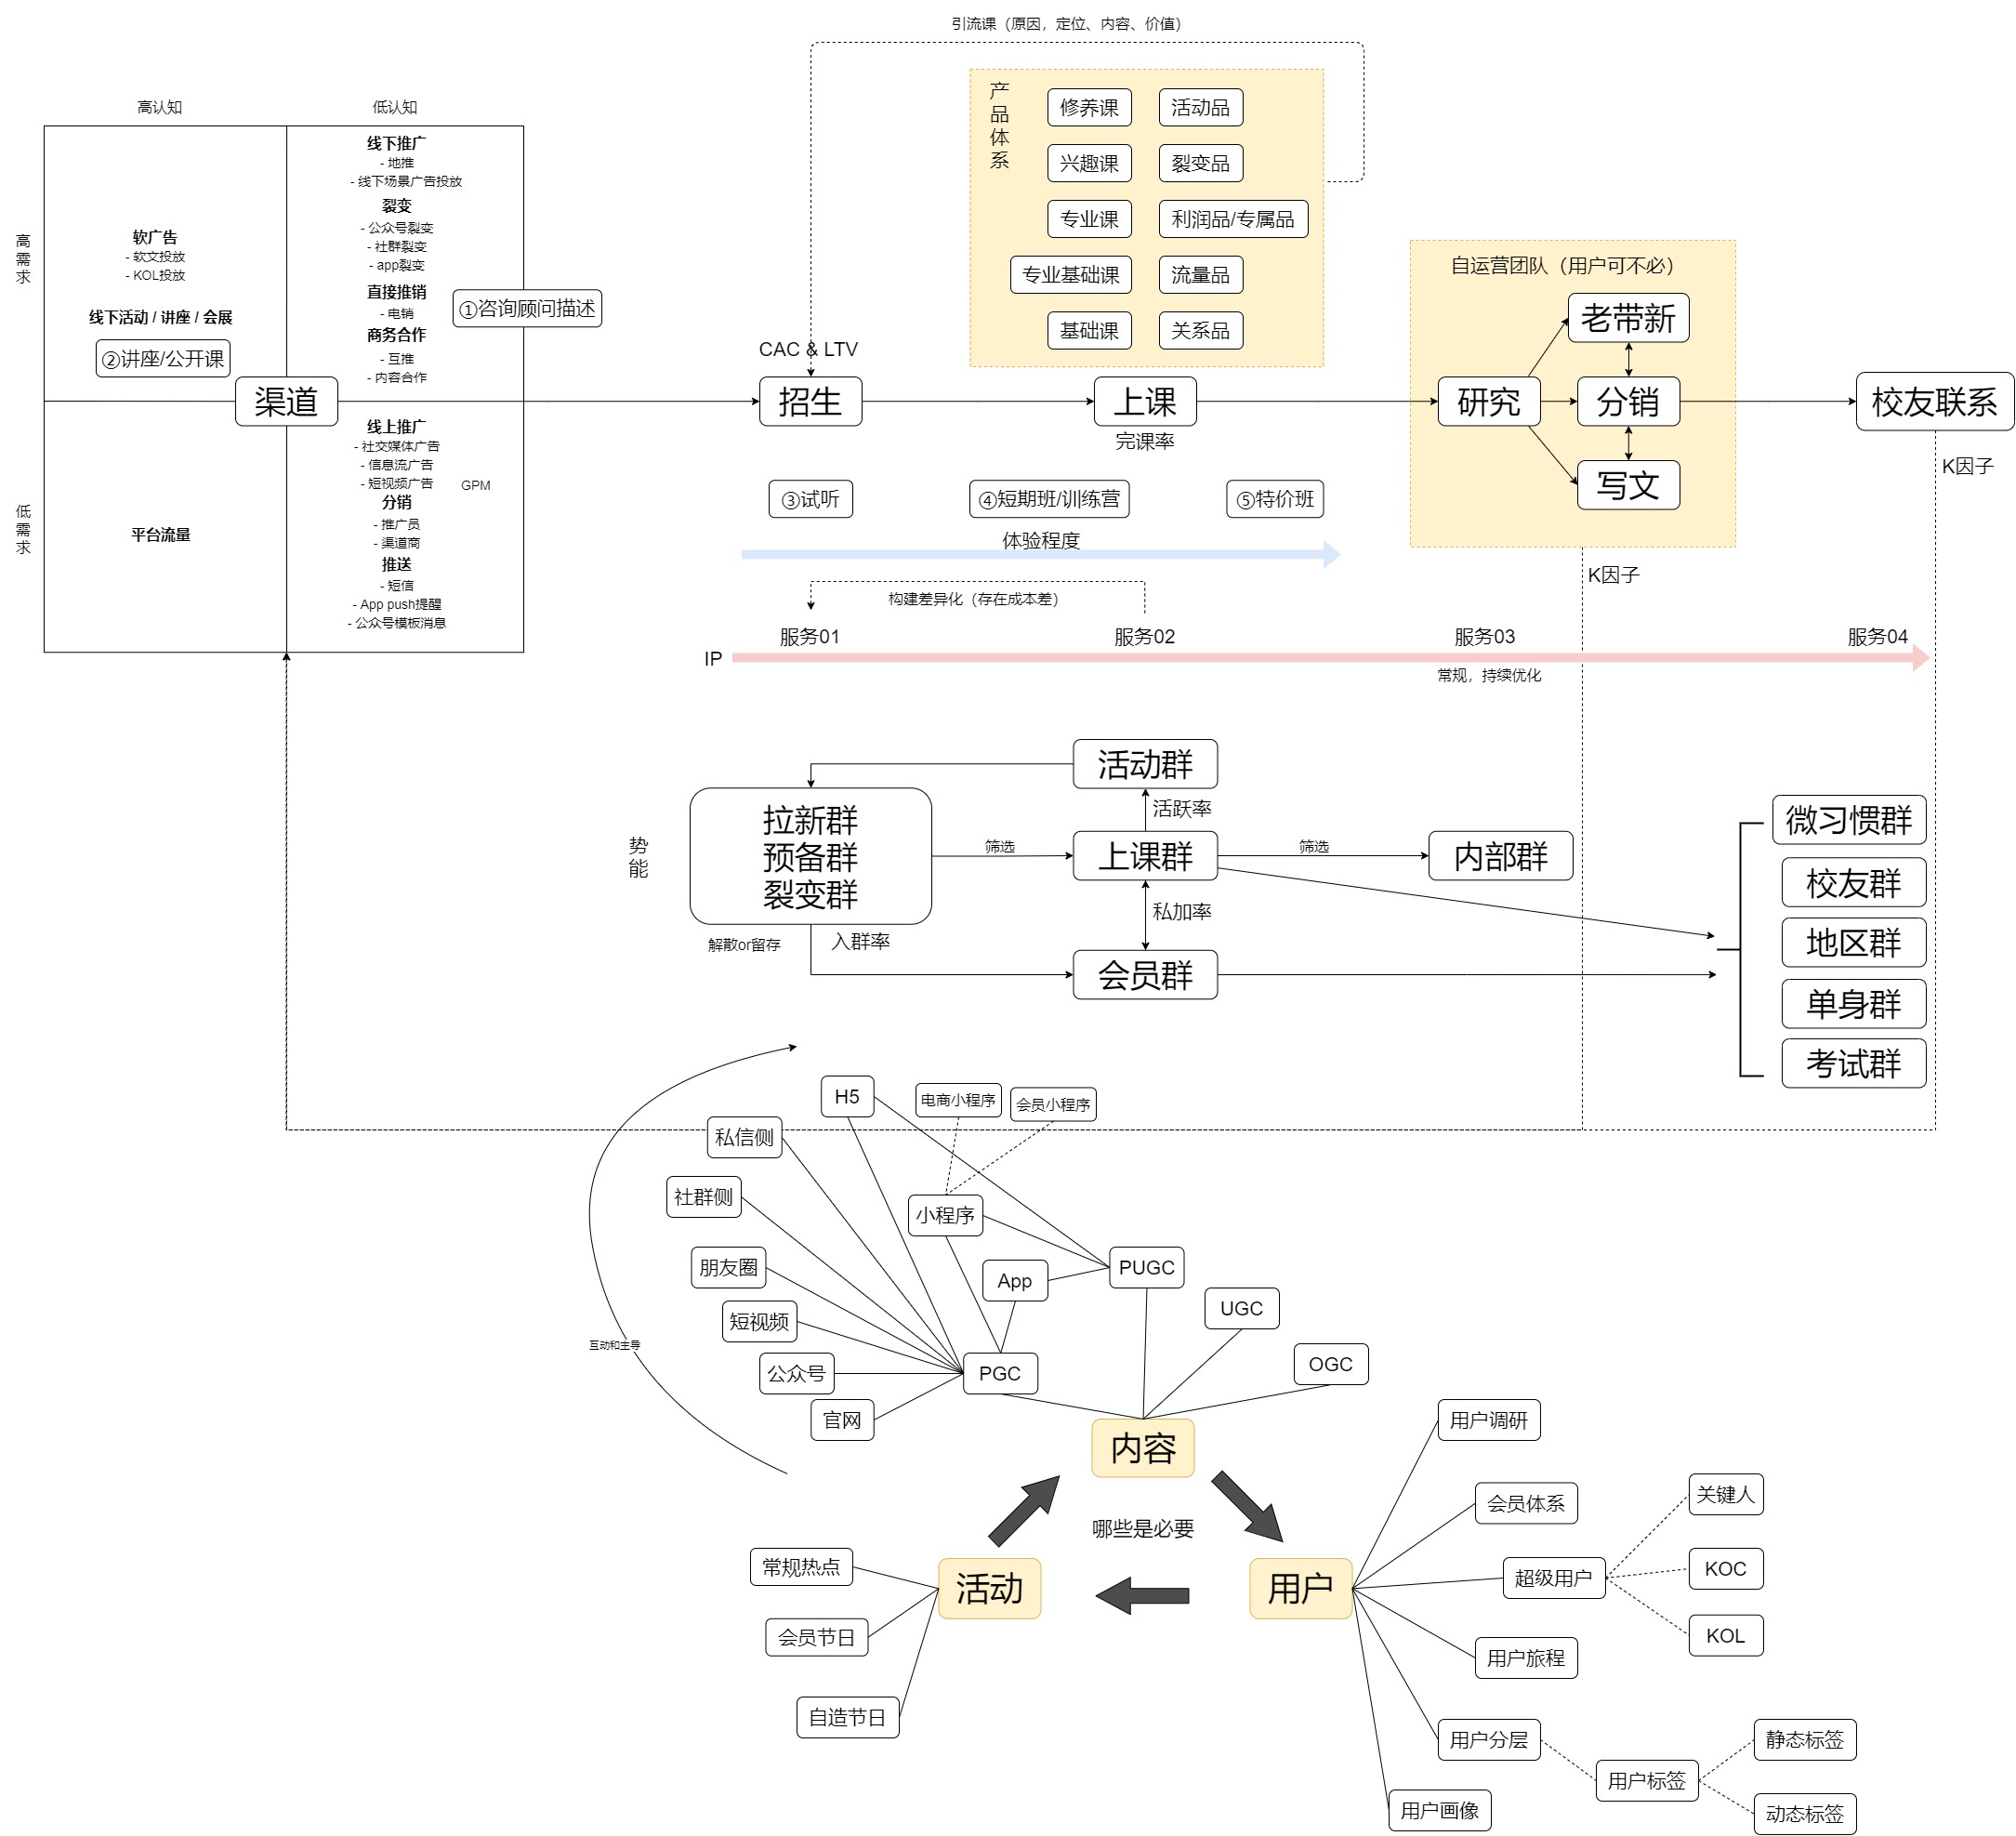 引流课（原因，定位、内容、价值）
高认知
低认知
高需求
低需求
软广告
- 软文投放
- KOL投放
线下活动 / 讲座 / 会展
②讲座/公开课
线下推广
- 地推
- 线下场景广告投放
裂变
- 公众号裂变
- 社群裂变
- app裂变
直接推销
- 电销
商务合作
- 互推
- 内容合作
①咨询顾问描述
渠道
平台流量
线上推广
- 社交媒体广告
- 信息流广告
- 短视频广告
GPM
分销
- 推广员
- 渠道商
推送
- 短信
- App push提醒
- 公众号模板消息
产品体系
修养课
活动品
兴趣课
裂变品
专业课
利润品/专属品
专业基础课
流量品
基础课
关系品
CAC & LTV
招生
上课
完课率
自运营团队（用户可不必）
老带新
研究
分销
写文
校友联系
K因子
K因子
③试听
④短期班/训练营
⑤特价班
体验程度
构建差异化（存在成本差）
服务01
服务02
服务03
服务04
IP
常规，持续优化
势能
拉新群
预备群
裂变群
解散or留存
入群率
筛选
活动群
活跃率
上课群
私加率
会员群
筛选
内部群
微习惯群
校友群
地区群
单身群
考试群
互动和主导
H5
电商小程序
会员小程序
私信侧
社群侧
小程序
朋友圈
App
PUGC
短视频
UGC
公众号
PGC
OGC
官网
内容
哪些是必要
活动
用户
常规热点
会员节日
自造节日
用户调研
会员体系
超级用户
关键人
KOC
KOL
用户旅程
用户分层
用户标签
静态标签
动态标签
用户画像